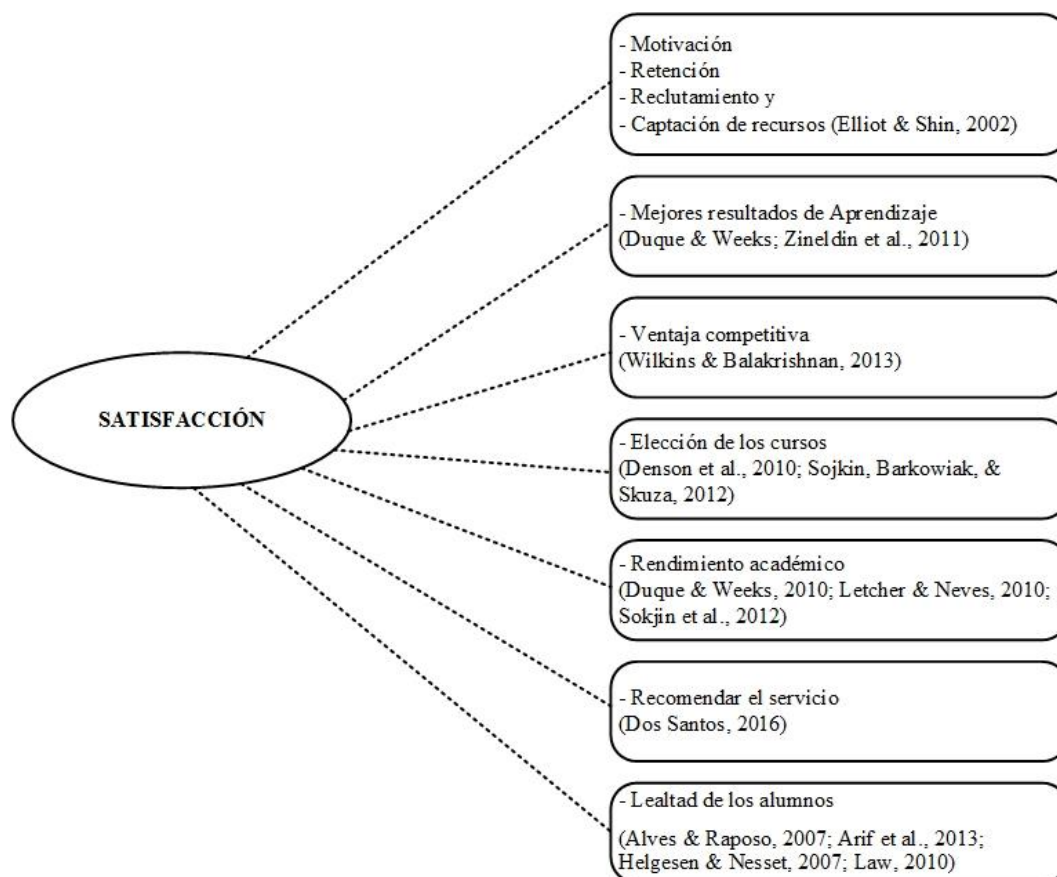 - Motivación
- Retención
- Reclutamiento y
- Captación de recursos (Elliot & Shin, 2002)
- Mejores resultados de Aprendizaje
(Duque & Weeks; Zineldin et al., 2011)
- Ventaja competitiva
(Wilkins & Balakrishnan, 2013)
SATISFACCIÓN
- Elección de los cursos
(Denson et al., 2010; Sojkin, Barkowiak, &
Skuza, 2012)
- Rendimiento académico
(Duque & Weeks, 2010; Letcher & Neves, 2010;
Sokjin et al., 2012)
- Recomendar el servicio
(Dos Santos, 2016)
- Lealtad de los alumnos
(Alves & Raposo, 2007; Arif et al., 2013;
Helgesen & Nesset, 2007; Law, 2010)